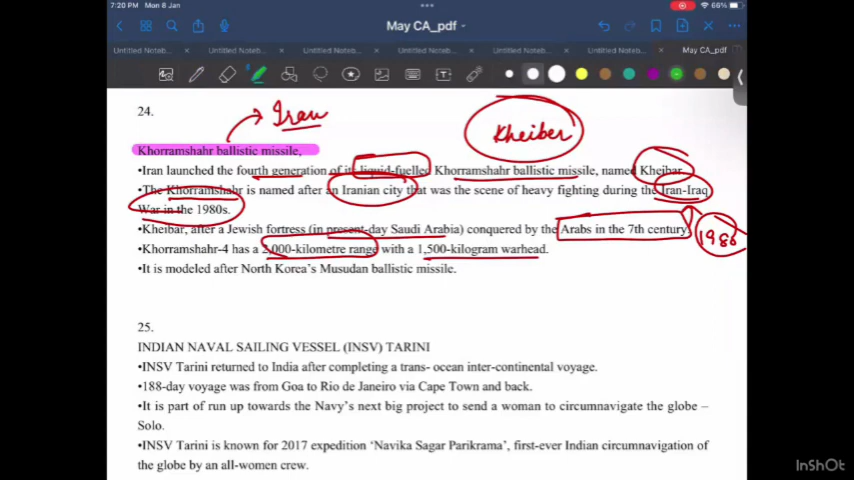 7:20 PM Mon 8 Jan
66%
May CA_pdf
Untitled Noteb...
Untitled Noteb...
Untitled Noteb...
Untitled Noteb...
Untitled Noteb...
Untitled Noteb...
May CA_pdf
24.
Iran
Kheiber
Khorramshahr ballistic missile,
•Iran launched the fourth generation of its liquid-fuelled Khorramshahr ballistic missile, named Kheibar.
•The Khorramshahr is named after an Iranian city that was the scene of heavy fighting during the Iran-Iraq
War in the 1980s.
•Kheibar, after a Jewish fortress (in present-day Saudi Arabia) conquered by the Arabs in the 7th century.
1980
•Khorramshahr-4 has a 2,000-kilometre range with a 1,500-kilogram warhead.
•It is modeled after North Korea's Musudan ballistic missile.
25.
INDIAN NAVAL SAILING VESSEL (INSV) TARINI
•INSV Tarini returned to India after completing a trans- ocean inter-continental voyage.
•188-day voyage was from Goa to Rio de Janeiro via Cape Town and back.
•It is part of run up towards the Navy's next big project to send a woman to circumnavigate the globe –
Solo.
•INSV Tarini is known for 2017 expedition 'Navika Sagar Parikrama', first-ever Indian circumnavigation of
the globe by an all-women crew.
InShOt